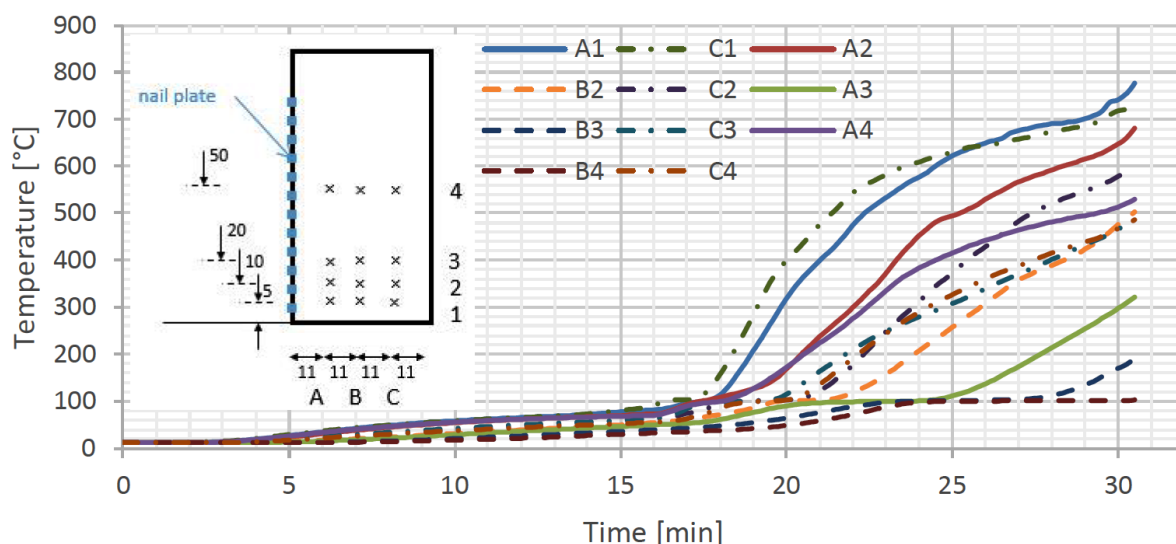 900
800
700
600
500
400
300
200
100
0
Temperature [°C]
0 5 10 15 20 25 30
Time [min]
A1 C1 A2
B2 C2 A3
B3 C3 A4
B4 C4
nail plate
50
20
10
5
4
3
2
1
11 11 11 11
A B C